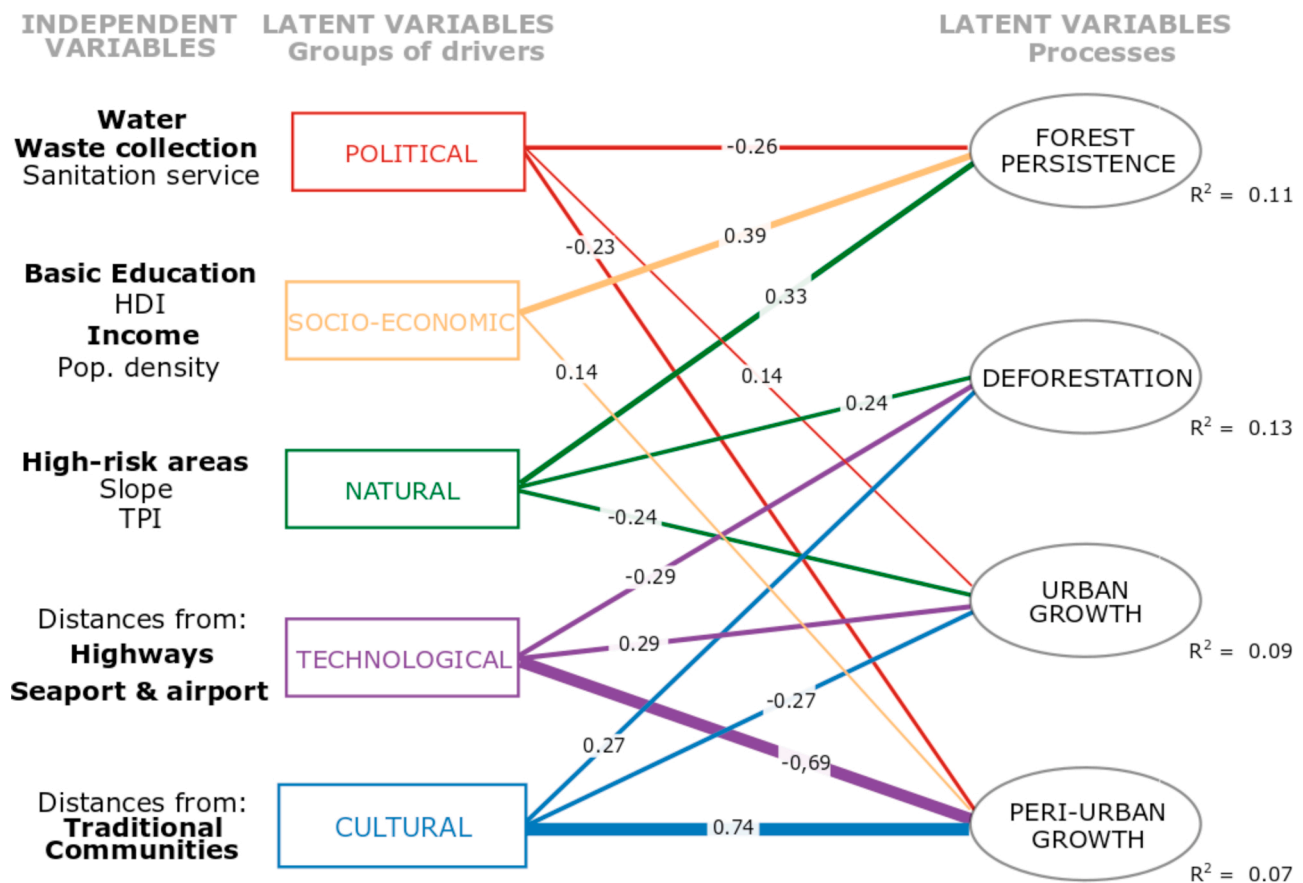 INDEPENDENT
VARIABLES
LATENT VARIABLES
Groups of drivers
LATENT VARIABLES
Processes
Water
Waste collection
Sanitation service
POLITICAL
Basic Education
HDI
Income
Pop. density
SOCIO-ECONOMIC
High-risk areas
Slope
TPI
NATURAL
Distances from:
Highways
Seaport & airport
TECHNOLOGICAL
Distances from:
Traditional
Communities
CULTURAL
-0.26
0.39
-0.23
0.33
0.14
0.14
0.24
-0.24
-0.29
0.29
-0.27
0.27
-0,69
0.74
FOREST
PERSISTENCE
R² = 0.11
DEFORESTATION
R² = 0.13
URBAN
GROWTH
R² = 0.09
PERI-URBAN
GROWTH
R² = 0.07